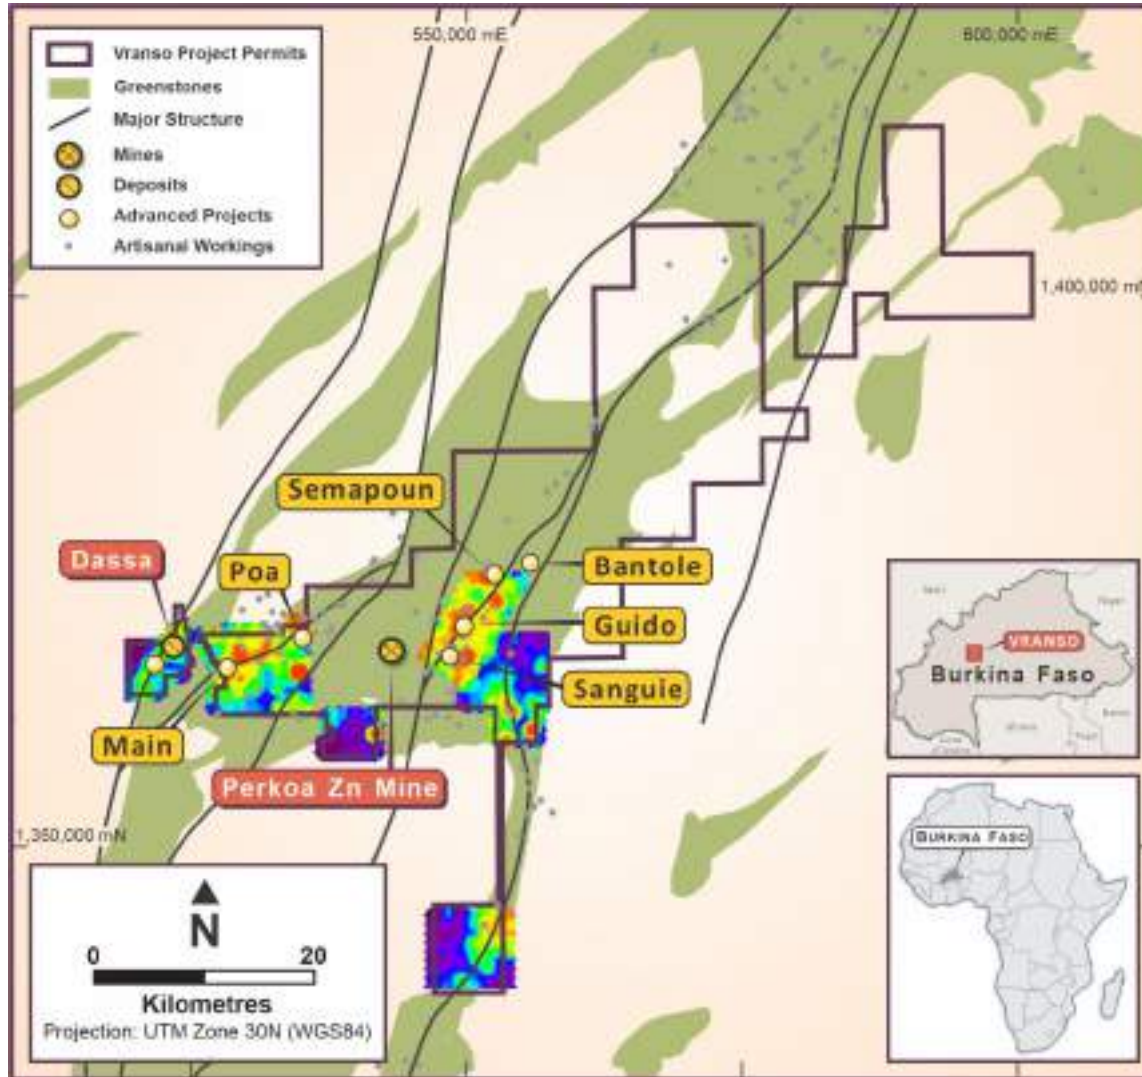 550,000 mE
600,000 mE
Vranso Project Permits
Greenstones
Major Structure
Mines
Deposits
Advanced Projects
Artisanal Workings
1,400,000 mN
Semapoun
Dassa
Poa
Bantole
Guido
Sanguie
Main
Perkoa Zn Mine
1,350,000 mN
VRANSO
Burkina Faso
BURKINA FASO
N
0 20
Kilometres
Projection: UTM Zone 30N (WGS84)